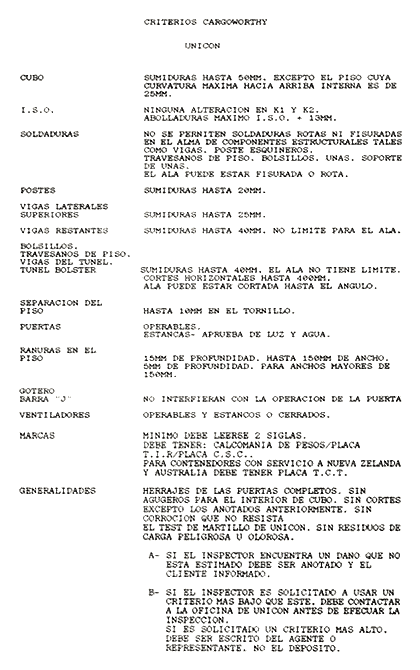 CRITERIOS CARGOWORTHY
UNICON
CUBO SUMIDURAS HASTA 50MM. EXCEPTO EL PISO CUYA
CURVATURA MAXIMA HACIA ARRIBA INTERNA ES DE
25MM.
I.S.O. NINGUNA ALTERACION EN K1 Y K2.
ABOLLADURAS MAXIMO I.S.O. + 13MM.
SOLDADURAS NO SE PERMITEN SOLDADURAS ROTAS NI FISURADAS
EN EL ALMA DE COMPONENTES ESTRUCTURALES TALES
COMO VIGAS. POSTE ESQUINEROS.
TRAVESANOS DE PISO. BOLSILLOS. UNAS. SOPORTE
DE UNAS.
EL ALA PUEDE ESTAR FISURADA O ROTA.
POSTES SUMIDURAS HASTA 20MM.
VIGAS LATERALES
SUPERIORES SUMIDURAS HASTA 25MM.
VIGAS RESTANTES SUMIDURAS HASTA 40MM. NO LIMITE PARA EL ALA.
BOLSILLOS.
TRAVESANOS DE PISO.
VIGAS DEL TUNEL.
TUNEL BOLSTER SUMIDURAS HASTA 40MM. EL ALA NO TIENE LIMITE.
CORTES HORIZONTALES HASTA 400MM.
ALA PUEDE ESTAR CORTADA HASTA EL ANGULO.
SEPARACION DEL
PISO HASTA 10MM EN EL TORNILLO.
PUERTAS OPERABLES.
ESTANCAS- APRUEBA DE LUZ Y AGUA.
RANURAS EN EL
PISO 15MM DE PROFUNDIDAD. HASTA 150MM DE ANCHO.
5MM DE PROFUNDIDAD. PARA ANCHOS MAYORES DE
150MM.
GOTERO
BARRA "J" NO INTERFIERAN CON LA OPERACION DE LA PUERTA
VENTILADORES OPERABLES Y ESTANCOS O CERRADOS.
MARCAS MINIMO DEBE LEERSE 2 SIGLAS.
DEBE TENER: CALCOMANIA DE PESOS/PLACA
T.I.R/PLACA C.S.C..
PARA CONTENEDORES CON SERVICIO A NUEVA ZELANDA
Y AUSTRALIA DEBE TENER PLACA T.C.T.
GENERALIDADES HERRAJES DE LAS PUERTAS COMPLETOS. SIN
AGUGEROS PARA EL INTERIOR DE CUBO. SIN CORTES
EXCEPTO LOS ANOTADOS ANTERIORMENTE. SIN
CORROCION QUE NO RESISTA
EL TEST DE MARTILLO DE UNICON. SIN RESIDUOS DE
CARGA PELIGROSA U OLOROSA.
A- SI EL INSPECTOR ENCUENTRA UN DANO QUE NO
ESTA ESTIMADO DEBE SER ANOTADO Y EL
CLIENTE INFORMADO.
B- SI EL INSPECTOR ES SOLICITADO A USAR UN
CRITERIO MAS BAJO QUE ESTE. DEBE CONTACTAR
A LA OFICINA DE UNICON ANTES DE EFECUAR LA
INSPECCION.
SI ES SOLICITADO UN CRITERIO MAS ALTO.
DEBE SER ESCRITO DEL AGENTE O
REPRESENTANTE. NO EL DEPOSITO.